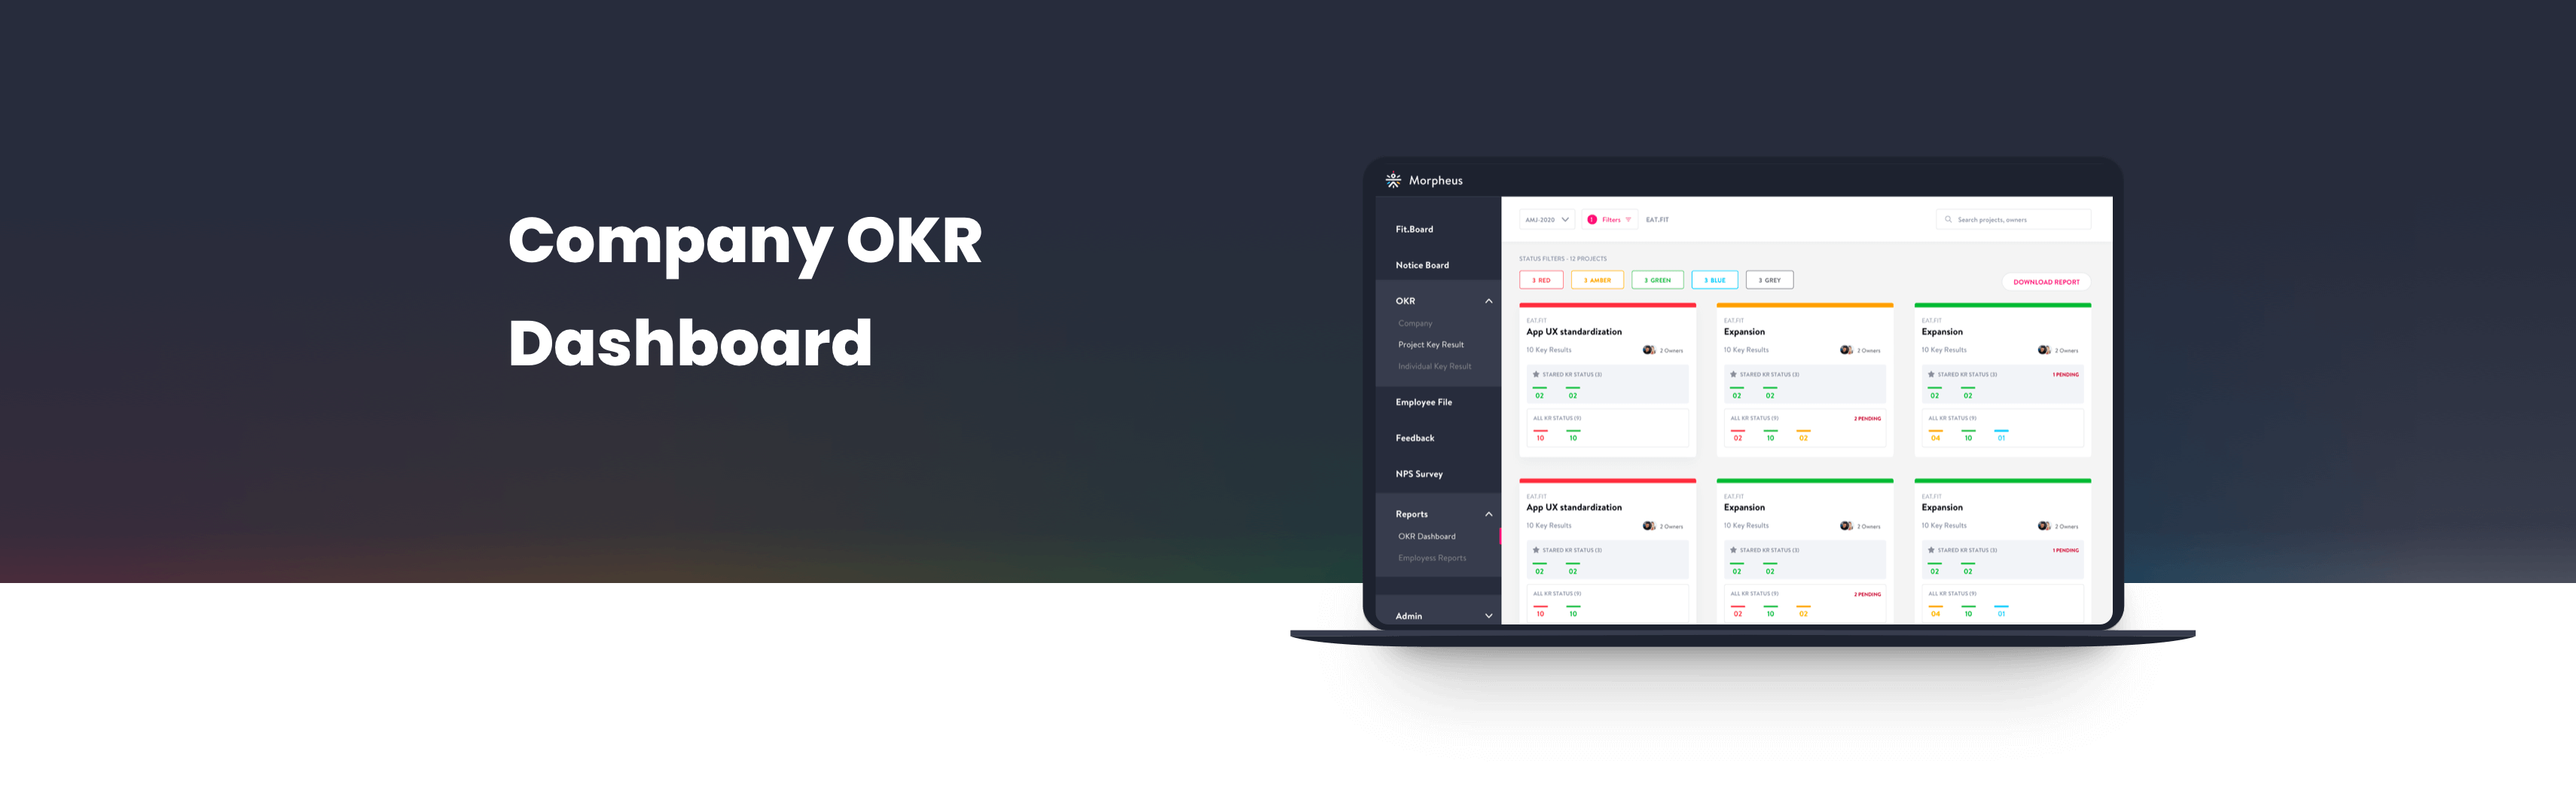 Company OKR
Dashboard
Morpheus
Fit.Board
Notice Board
OKR
Company
Project Key Result
Individual Key Result
Employee File
Feedback
NPS Survey
Reports
OKR Dashboard
Employess Reports
Admin
AMJ-2020
1 Filters
EAT.FIT
Search projects, owners
STATUS FILTERS - 12 PROJECTS
3 RED 3 AMBER 3 GREEN 3 BLUE 3 GREY
DOWNLOAD REPORT
EAT.FIT
App UX standardization
10 Key Results 2 Owners
STARED KR STATUS (3)
02 02
ALL KR STATUS (9)
10 10
EAT.FIT
Expansion
10 Key Results 2 Owners
STARED KR STATUS (3)
02 02
ALL KR STATUS (9) 2 PENDING
02 10 02
EAT.FIT
Expansion
10 Key Results 2 Owners
STARED KR STATUS (3) 1 PENDING
02 02
ALL KR STATUS (9)
04 10 01
EAT.FIT
App UX standardization
10 Key Results 2 Owners
STARED KR STATUS (3)
02 02
ALL KR STATUS (9)
10 10
EAT.FIT
Expansion
10 Key Results 2 Owners
STARED KR STATUS (3)
02 02
ALL KR STATUS (9) 2 PENDING
02 10 02
EAT.FIT
Expansion
10 Key Results 2 Owners
STARED KR STATUS (3) 1 PENDING
02 02
ALL KR STATUS (9)
04 10 01